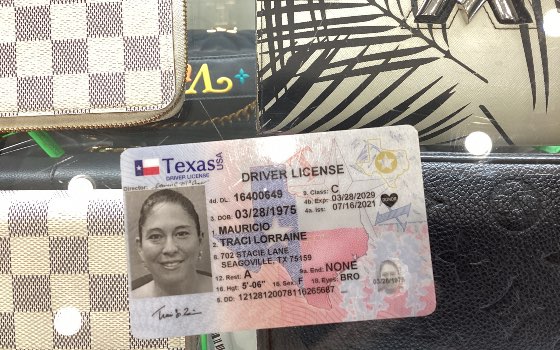 Texas USA
DRIVER LICENSE
DRIVER LICENSE
Director:
4d. DL: 16400649
9. Class: C
4b. Exp: 03/28/2029
3. DOB: 03/28/1975
4a. Iss: 07/16/2021
DONOR
1. MAURICIO
2. TRACI LORRAINE
8. 702 STACIE LANE
SEAGOVILLE, TX 75159
12. Rest: A
9a. End: NONE
16. Hgt: 5'-06"
15. Sex: F
18. Eyes: BRO
5. DD: 12128120078116265687
03/28/1975